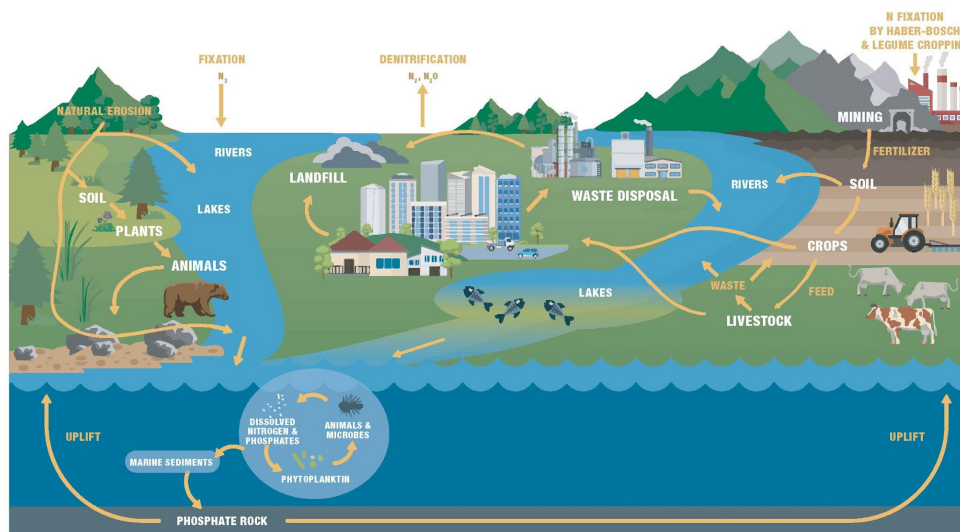 N FIXATION
BY HABER-BOSCH
& LEGUME CROPPIN
FIXATION
N₂
DENITRIFICATION
N₂, N₂O
NATURAL EROSION
MINING
FERTILIZER
RIVERS
LANDFILL
WASTE DISPOSAL
RIVERS
SOIL
SOIL
LAKES
PLANTS
CROPS
ANIMALS
LAKES
WASTE
FEED
LIVESTOCK
DISSOLVED
NITROGEN &
PHOSPHATES
ANIMALS &
MICROBES
UPLIFT
UPLIFT
MARINE SEDIMENTS
PHYTOPLANKTIN
PHOSPHATE ROCK